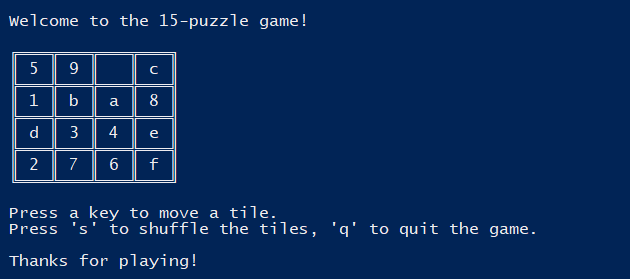 Welcome to the 15-puzzle game!
5 9 c
1 b a 8
d 3 4 e
2 7 6 f
Press a key to move a tile.
Press 's' to shuffle the tiles, 'q' to quit the game.
Thanks for playing!